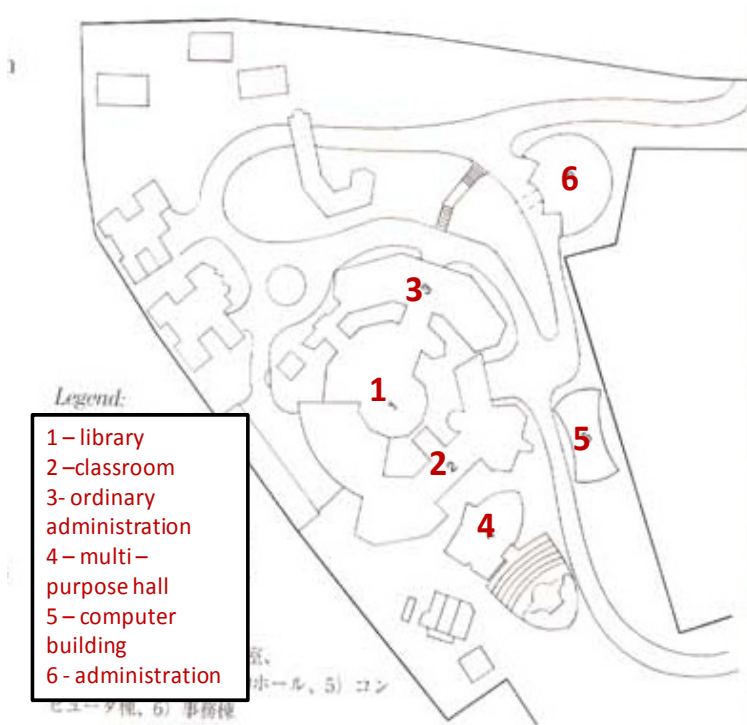 3
6
1
2
5
4
Legend:
1 – library
2 –classroom
3- ordinary
administration
4 – multi –
purpose hall
5 – computer
building
6 - administration
室、
ホール、5) コン
ピュータ棟、6) 事務棟